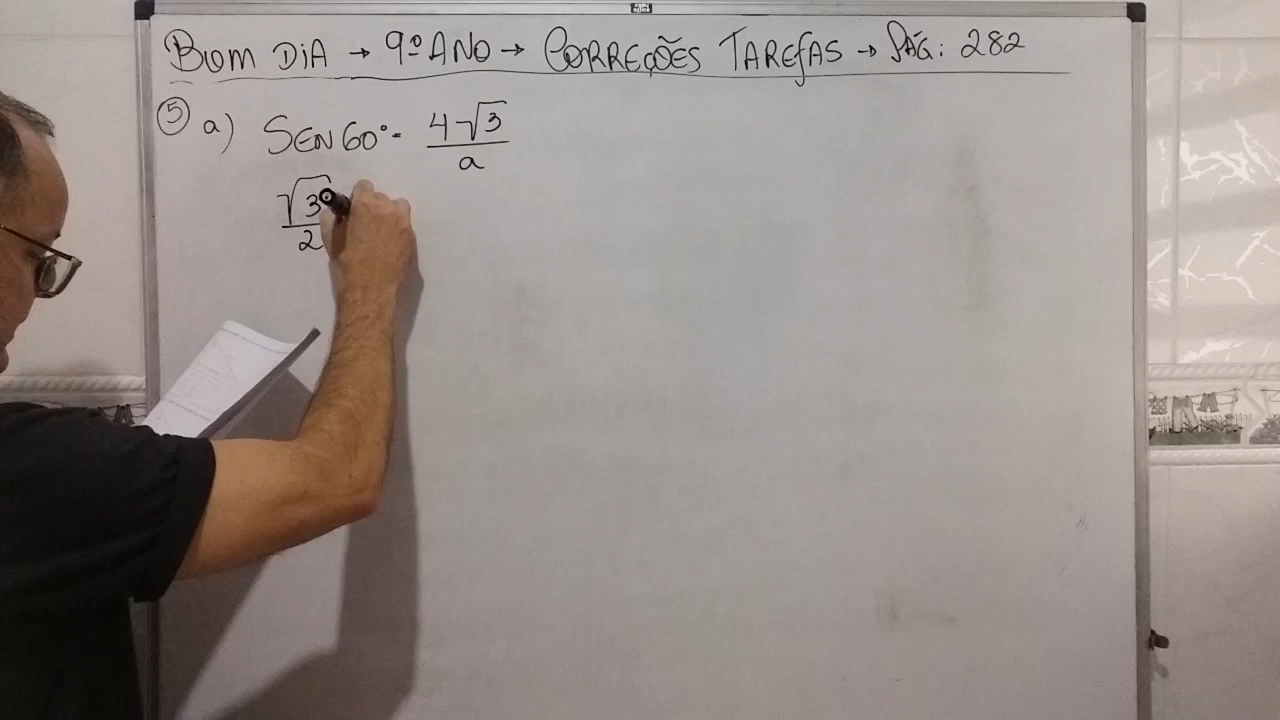 BOM DIA → 9º ANO → CORREÇÕES TAREFAS → PÁG: 282
⑤ a) SEN 60° = 4√3/a
√3/2